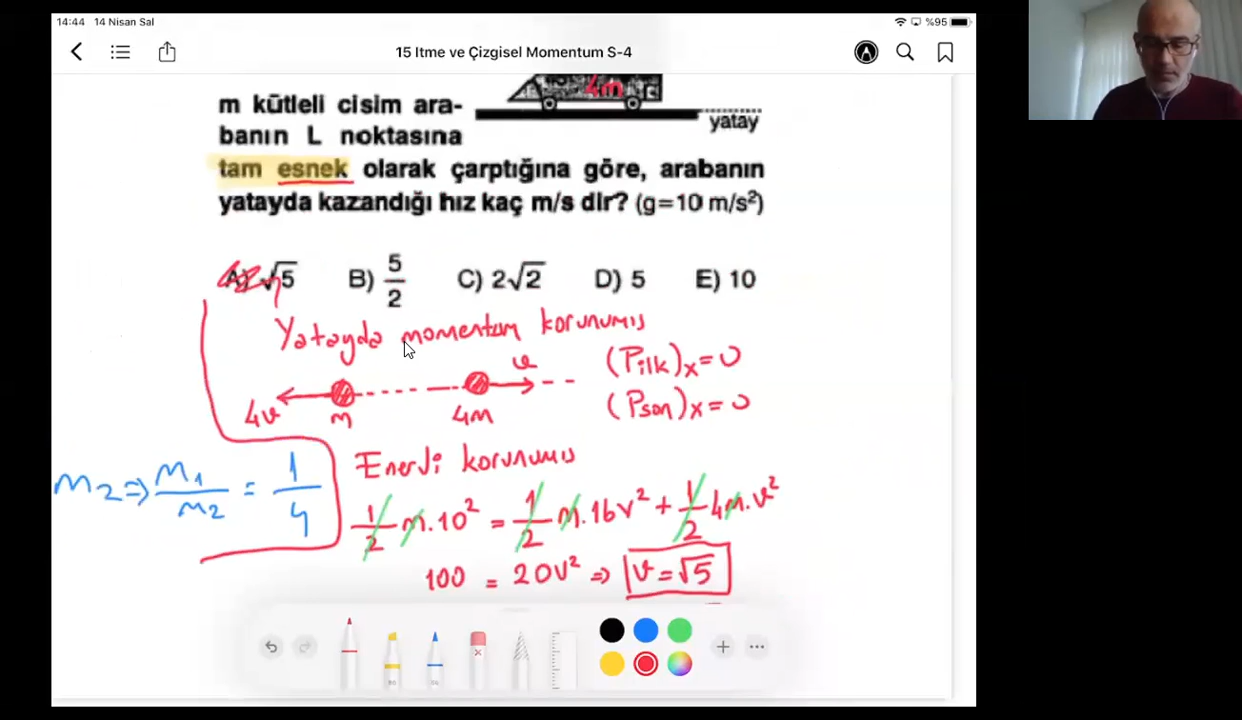 14:44 14 Nisan Sal
%95
15 Itme ve Çizgisel Momentum S-4
4m
m kütleli cisim ara-
yatay
banın L noktasına
tam esnek olarak çarptığına göre, arabanın
yatayda kazandığı hız kaç m/s dir? (g=10 m/s²)
A) √5 B) 5/2 C) 2√2 D) 5 E) 10
Yatayda momentum korunumu
(Pilk)x=0
v
4v m 4m
(Pson)x=0
Enerji korunumu
m2 ⇒ m1/m2 = 1/4
1/2 m.10² = 1/2 m.16v² + 1/2 4m.v²
100 = 20v² ⇒ v=√5